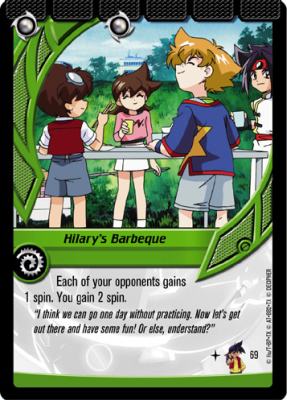 Hilary's Barbeque
Each of your opponents gains
1 spin. You gain 2 spin.
"I think we can go one day without practicing. Now let's get
out there and have some fun! Or else, understand?"
69